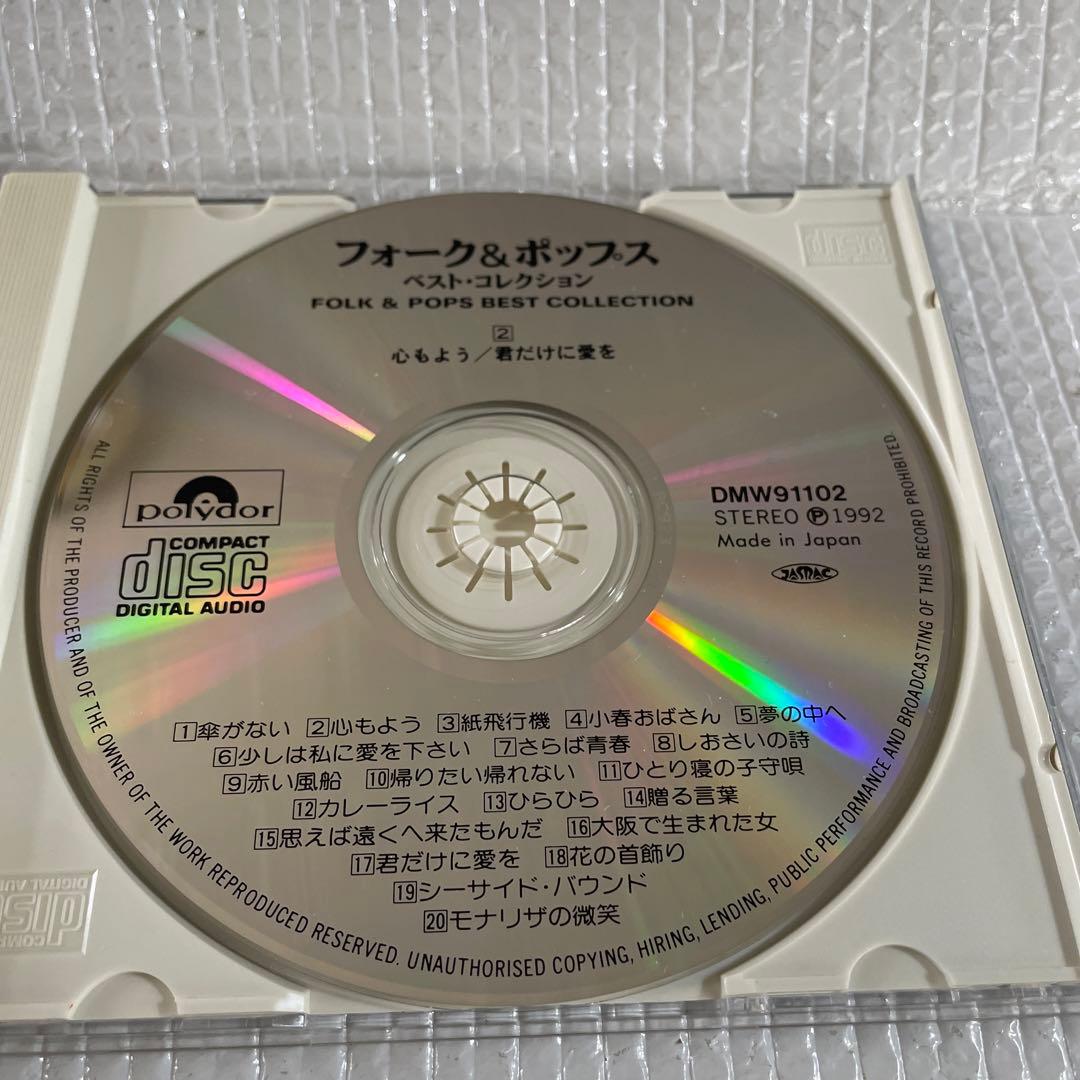 フォーク&ポップス
ベスト・コレクション
FOLK & POPS BEST COLLECTION
2
心もよう/君だけに愛を
polydor
COMPACT
disc
DIGITAL AUDIO
DMW91102
STEREO Ⓟ1992
Made in Japan
JASRAC
1傘がない 2心もよう 3紙飛行機 4小春おばさん 5夢の中へ
6少しは私に愛を下さい 7さらば青春 8しおさいの詩
9赤い風船 10帰りたい帰れない 11ひとり寝の子守唄
12カレーライス 13ひらひら 14贈る言葉
15思えば遠くへ来たもんだ 16大阪で生まれた女
17君だけに愛を 18花の首飾り
19シーサイド・バウンド
20モナリザの微笑
ALL RIGHTS OF THE PRODUCER AND OF THE OWNER OF THE WORK REPRODUCED RESERVED. UNAUTHORISED COPYING, HIRING, LENDING, PUBLIC PERFORMANCE AND BROADCASTING OF THIS RECORD PROHIBITED.
disc